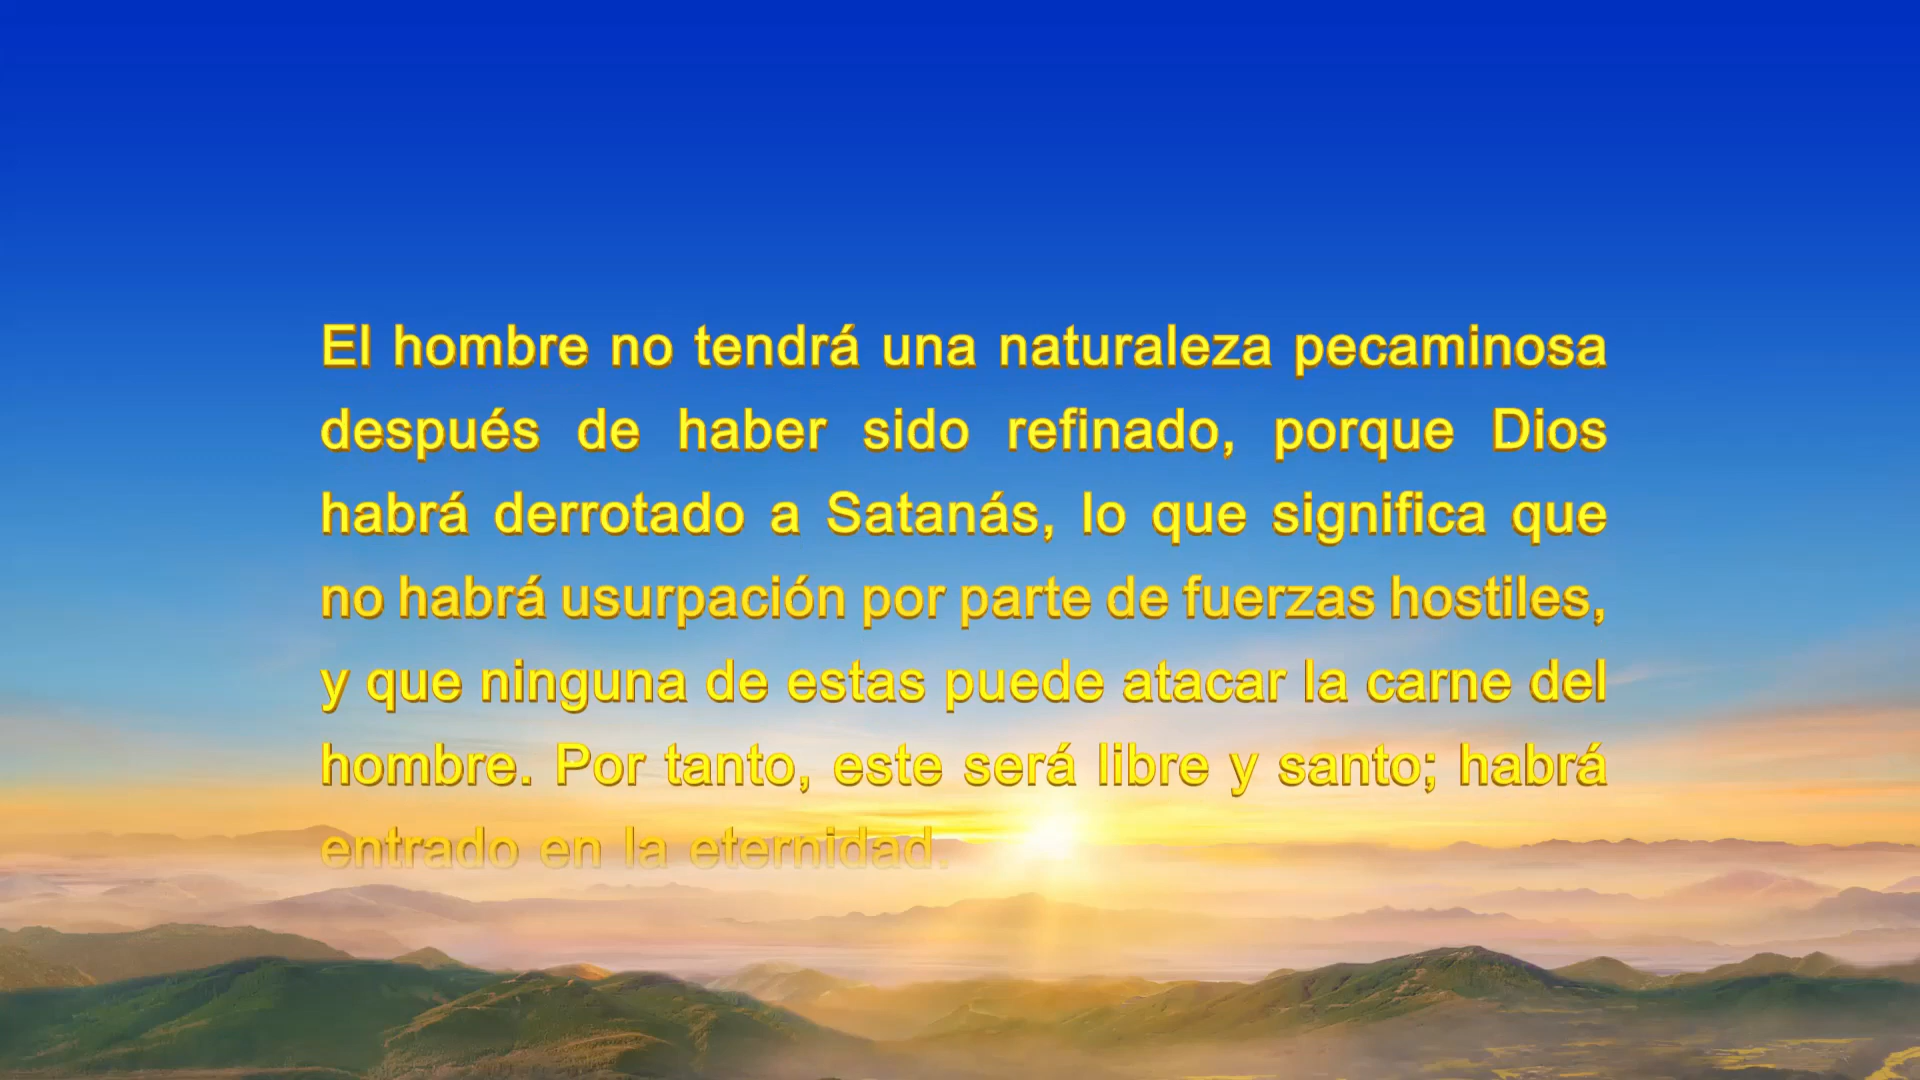 El hombre no tendrá una naturaleza pecaminosa
después de haber sido refinado, porque Dios
habrá derrotado a Satanás, lo que significa que
no habrá usurpación por parte de fuerzas hostiles,
y que ninguna de estas puede atacar la carne del
hombre. Por tanto, este será libre y santo; habrá
entrado en la eternidad.